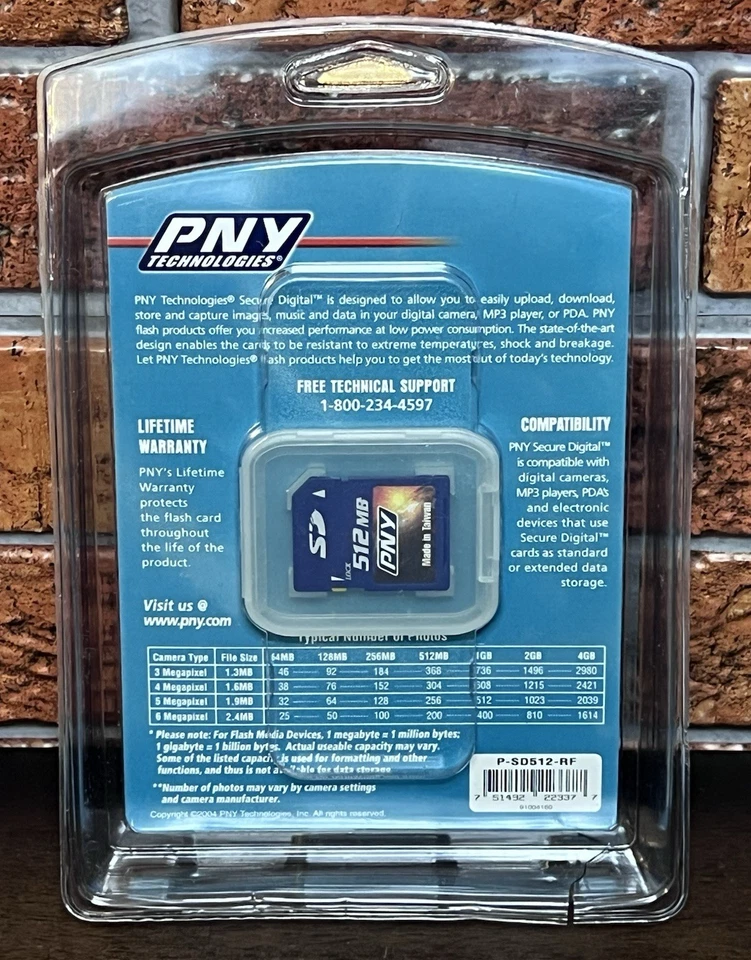 PNY
TECHNOLOGIES®
PNY Technologies® Secure Digital™ is designed to allow you to easily upload, download,
store and capture images, music and data in your digital camera, MP3 player, or PDA. PNY
flash products offer you increased performance at low power consumption. The state-of-the-art
design enables the cards to be resistant to extreme temperatures, shock and breakage.
Let PNY Technologies® flash products help you to get the most out of today's technology.
FREE TECHNICAL SUPPORT
1-800-234-4597
LIFETIME
WARRANTY
PNY's Lifetime
Warranty
protects
the flash card
throughout
the life of the
product.
COMPATIBILITY
PNY Secure Digital™
is compatible with
digital cameras,
MP3 players, PDA's
and electronic
devices that use
Secure Digital™
cards as standard
or extended data
storage.
SD
LOCK
512 MB
PNY
Made in Taiwan
Visit us @
www.pny.com
Typical Number of Photos
Camera Type File Size 64MB 128MB 256MB 512MB 1GB 2GB 4GB
3 Megapixel 1.3MB 46 92 184 368 736 1496 2980
4 Megapixel 1.6MB 38 76 152 304 608 1215 2421
5 Megapixel 1.9MB 32 64 128 256 512 1023 2039
6 Megapixel 2.4MB 25 50 100 200 400 810 1614
* Please note: For Flash Media Devices, 1 megabyte = 1 million bytes;
1 gigabyte = 1 billion bytes. Actual useable capacity may vary.
Some of the listed capacity is used for formatting and other
functions, and thus is not available for data storage
**Number of photos may vary by camera settings
and camera manufacturer.
Copyright ©2004 PNY Technologies, Inc. All rights reserved.
P-SD512-RF
7 51492 22337 7
91004160